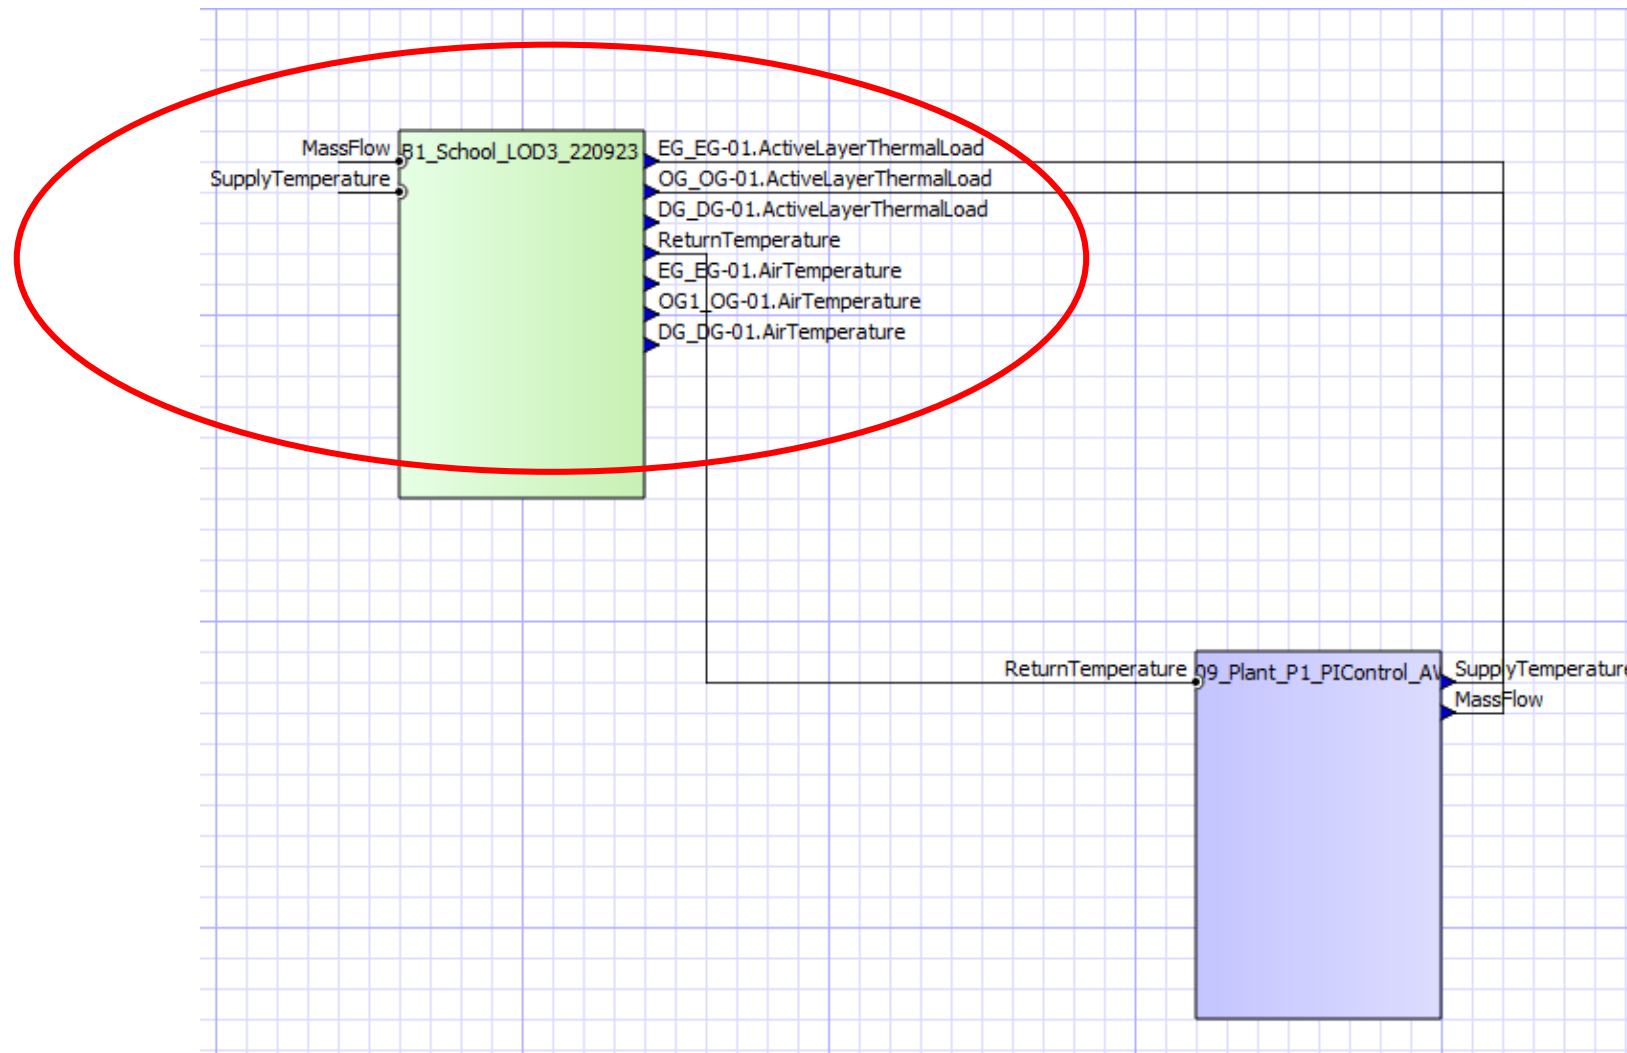 MassFlow
SupplyTemperature
B1_School_LOD3_220923
EG_EG-01.ActiveLayerThermalLoad
OG_OG-01.ActiveLayerThermalLoad
DG_DG-01.ActiveLayerThermalLoad
ReturnTemperature
EG_EG-01.AirTemperature
OG1_OG-01.AirTemperature
DG_DG-01.AirTemperature
ReturnTemperature
09_Plant_P1_PIControl_AW
SupplyTemperature
MassFlow